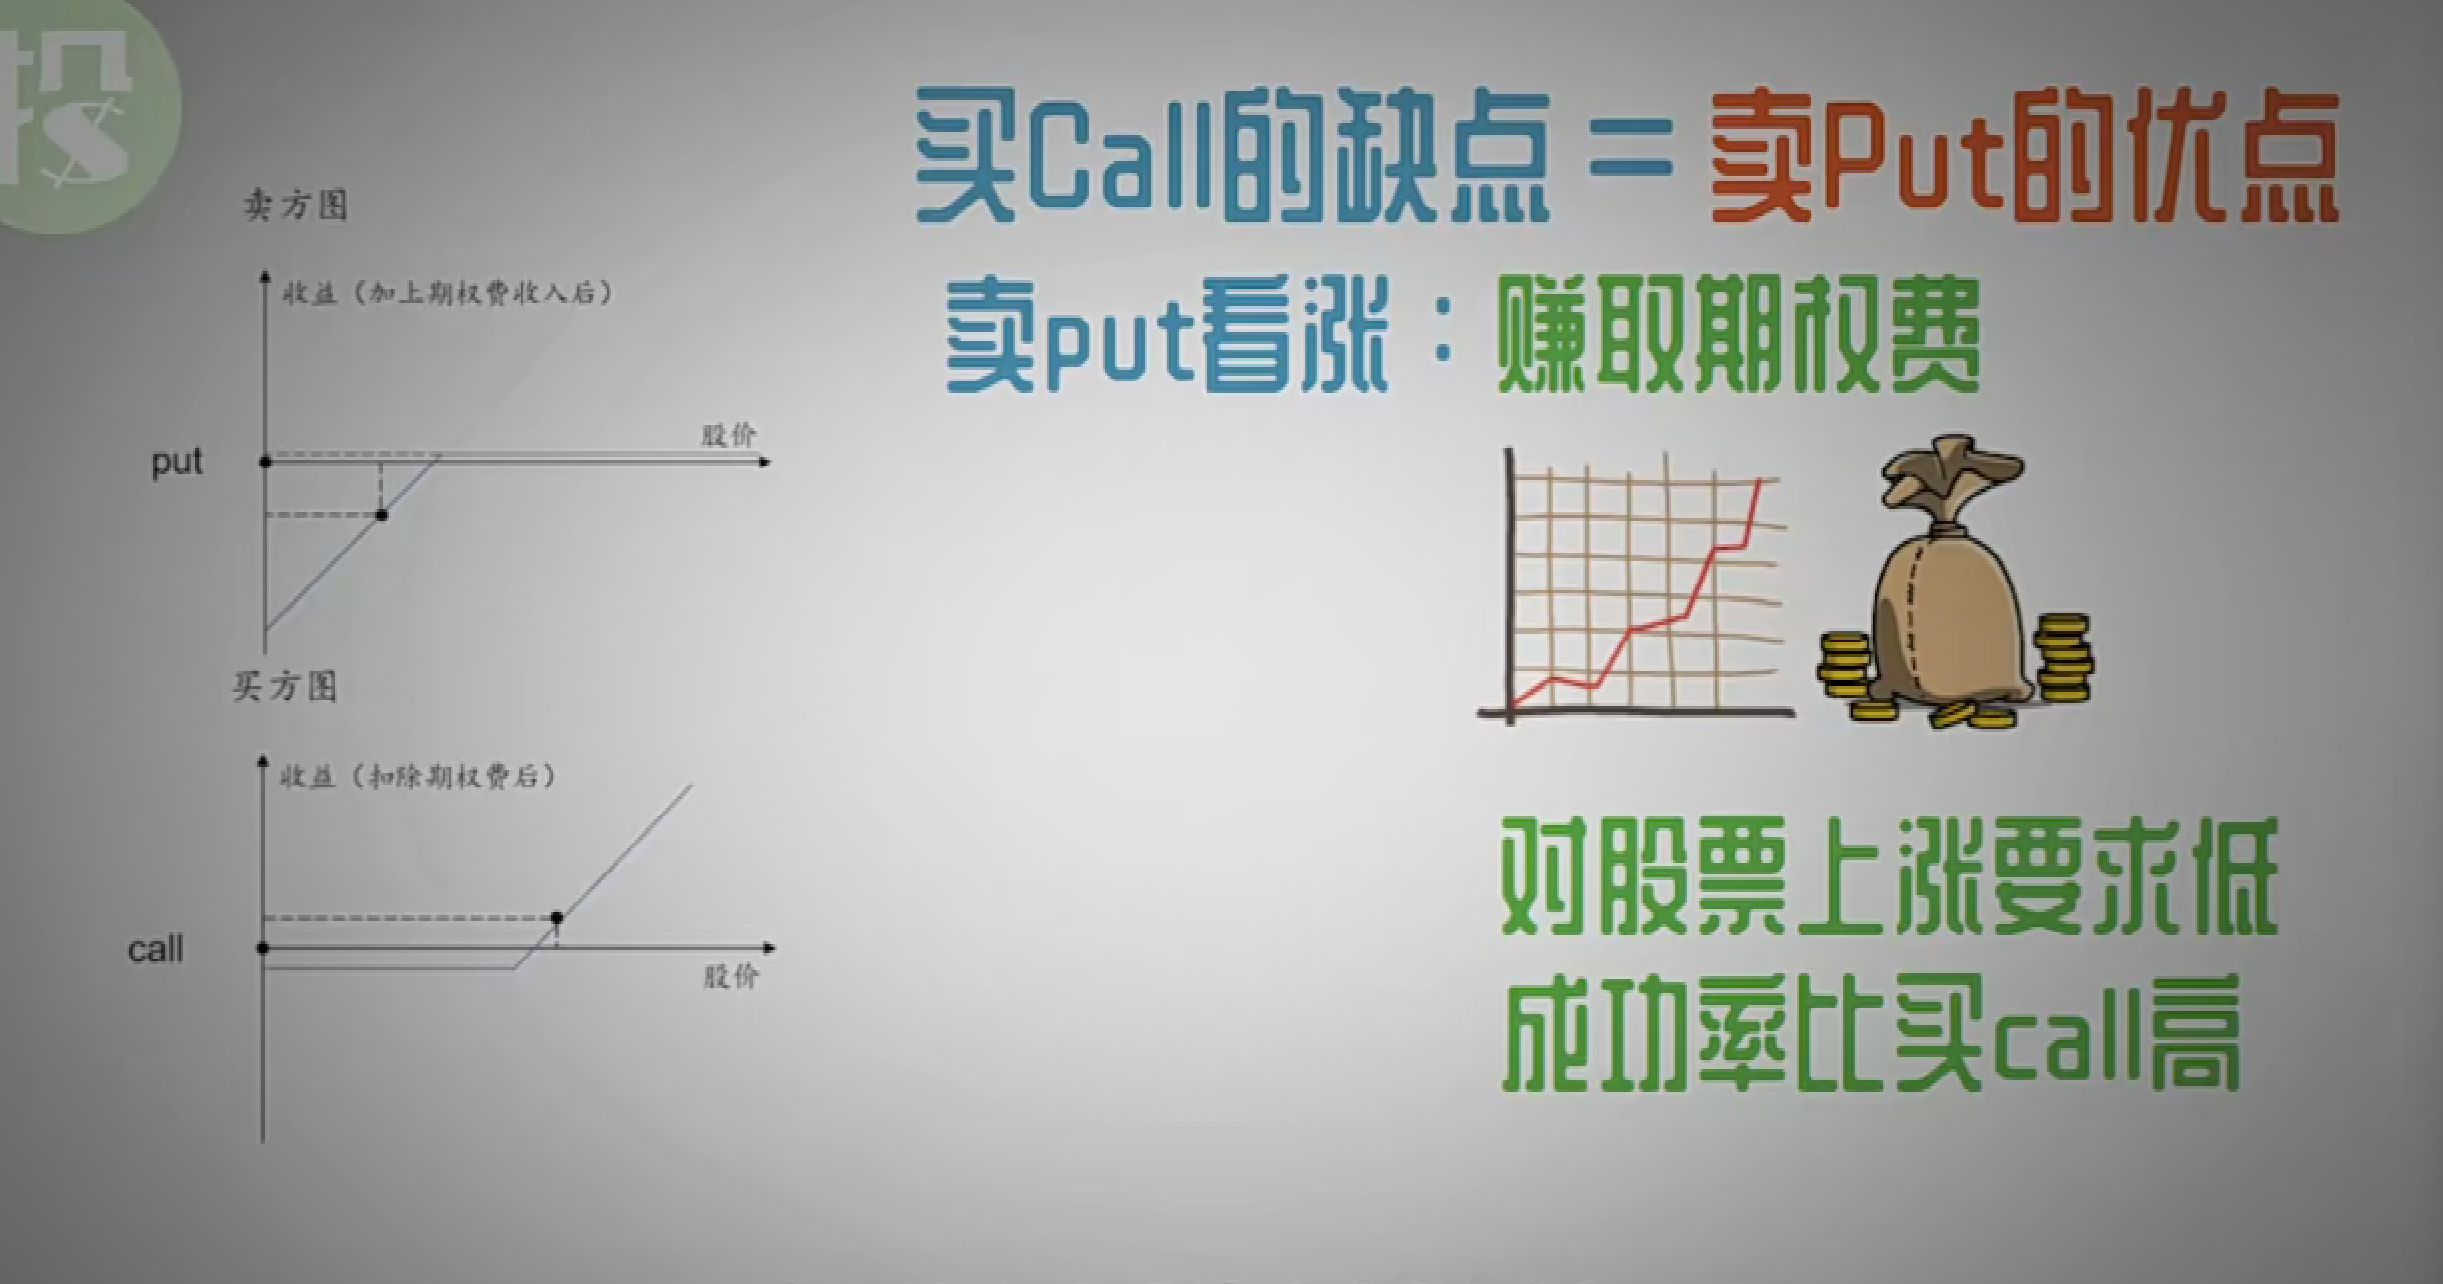 投
买Call的缺点 = 卖Put的优点
卖put看涨：赚取期权费
卖方图
收益（加上期权费收入后）
股价
put
买方图
收益（扣除期权费后）
call
股价
对股票上涨要求低
成功率比买call高